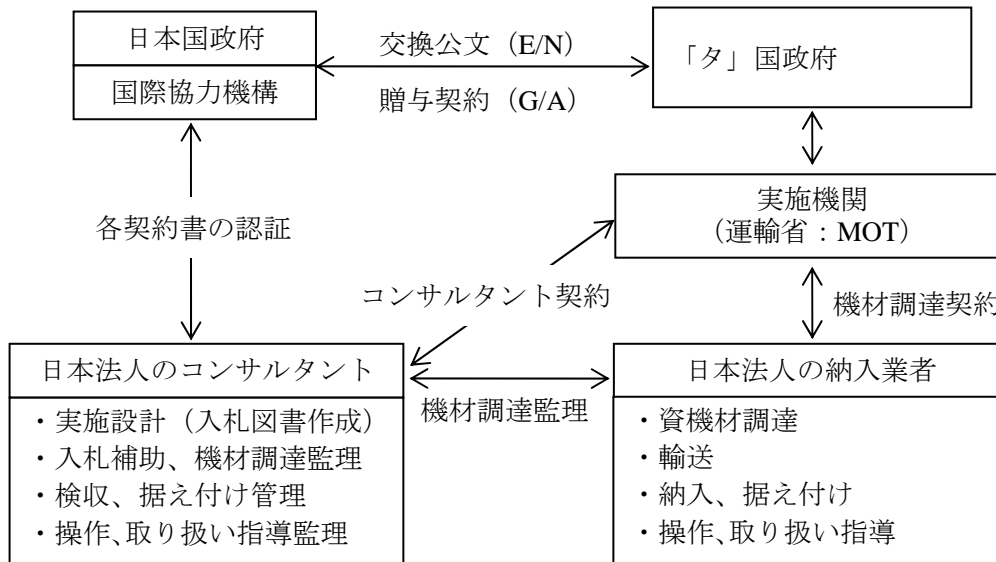 日本国政府
国際協力機構
交換公文（E/N）
贈与契約（G/A）
「タ」国政府
実施機関
（運輸省：MOT）
各契約書の認証
コンサルタント契約
機材調達契約
日本法人のコンサルタント
・実施設計（入札図書作成）
・入札補助、機材調達監理
・検収、据え付け管理
・操作、取り扱い指導監理
機材調達監理
日本法人の納入業者
・資機材調達
・輸送
・納入、据え付け
・操作、取り扱い指導